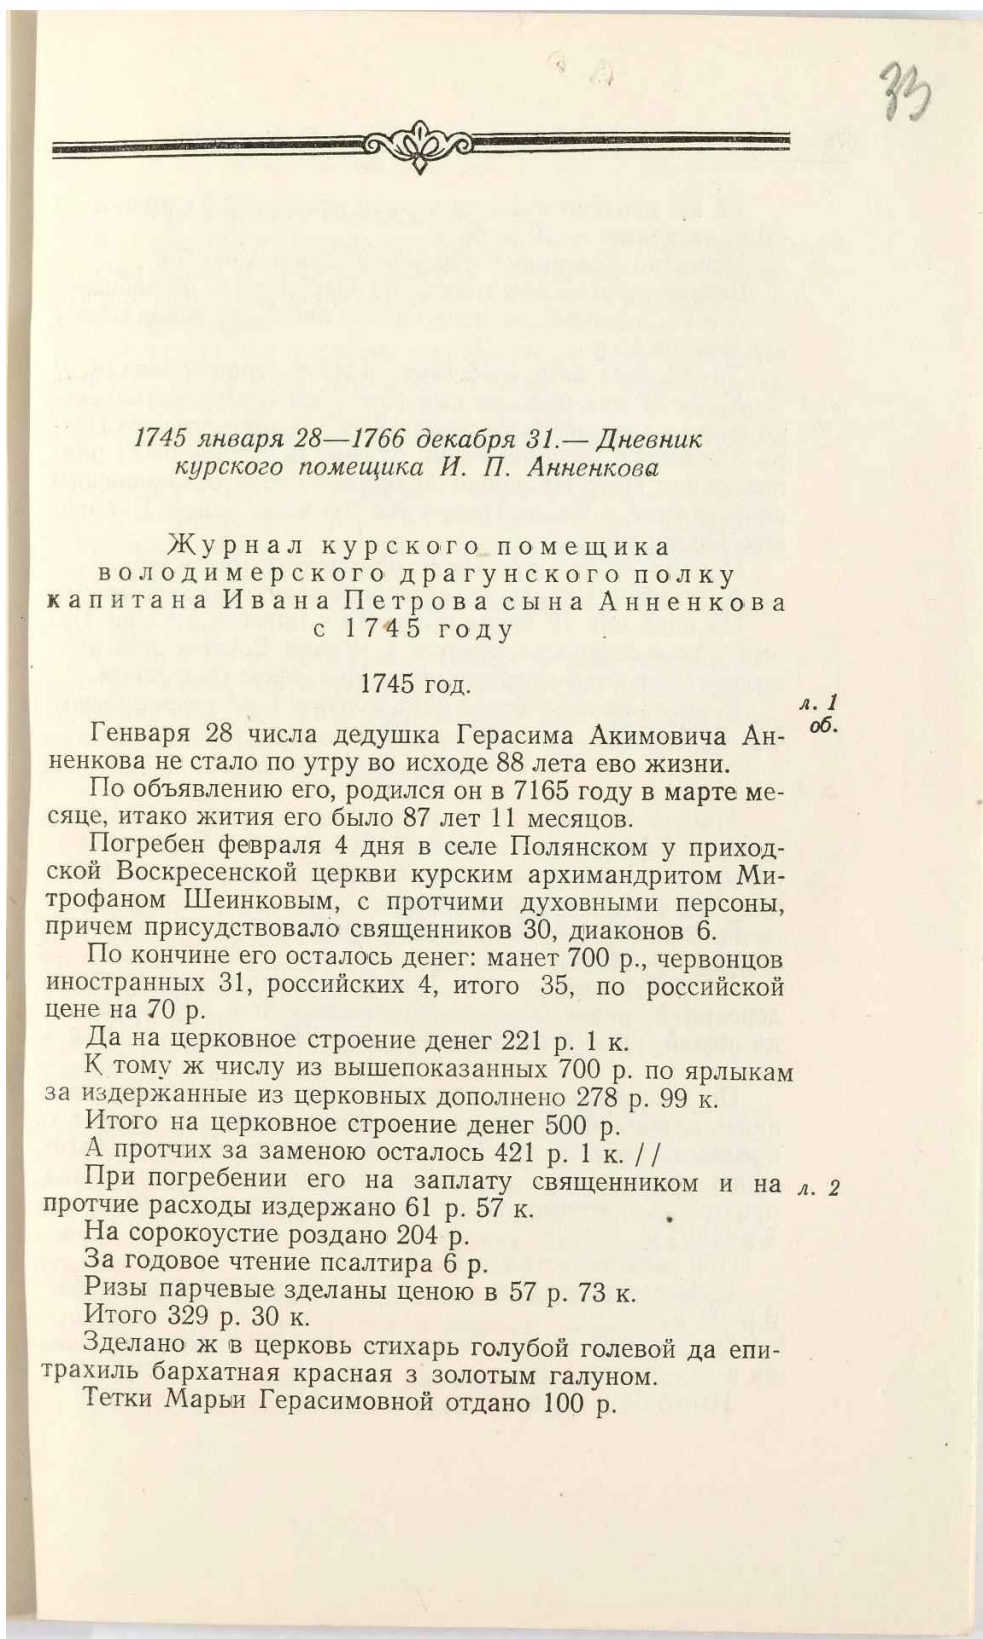 33
1745 января 28—1766 декабря 31.— Дневник
курского помещика И. П. Анненкова
Журнал курского помещика
володимерского драгунского полку
капитана Ивана Петрова сына Анненкова
с 1745 году
1745 год.
л. 1
об.
Генваря 28 числа дедушка Герасима Акимовича Ан-
ненкова не стало по утру во исходе 88 лета ево жизни.
По объявлению его, родился он в 7165 году в марте ме-
сяце, итако жития его было 87 лет 11 месяцов.
Погребен февраля 4 дня в селе Полянском у приход-
ской Воскресенской церкви курским архимандритом Ми-
трофаном Шеинковым, с протчими духовными персоны,
причем присудствовало священников 30, диаконов 6.
По кончине его осталось денег: манет 700 р., червонцов
иностранных 31, российских 4, итого 35, по российской
цене на 70 р.
Да на церковное строение денег 221 р. 1 к.
К тому ж числу из вышепоказанных 700 р. по ярлыкам
за издержанные из церковных дополнено 278 р. 99 к.
Итого на церковное строение денег 500 р.
А протчих за заменою осталось 421 р. 1 к. //
При погребении его на заплату священником и на л. 2
протчие расходы издержано 61 р. 57 к.
На сорокоустие роздано 204 р.
За годовое чтение псалтира 6 р.
Ризы парчевые зделаны ценою в 57 р. 73 к.
Итого 329 р. 30 к.
Зделано ж в церковь стихарь голубой голевой да епи-
трахиль бархатная красная з золотым галуном.
Тетки Марьи Герасимовной отдано 100 р.